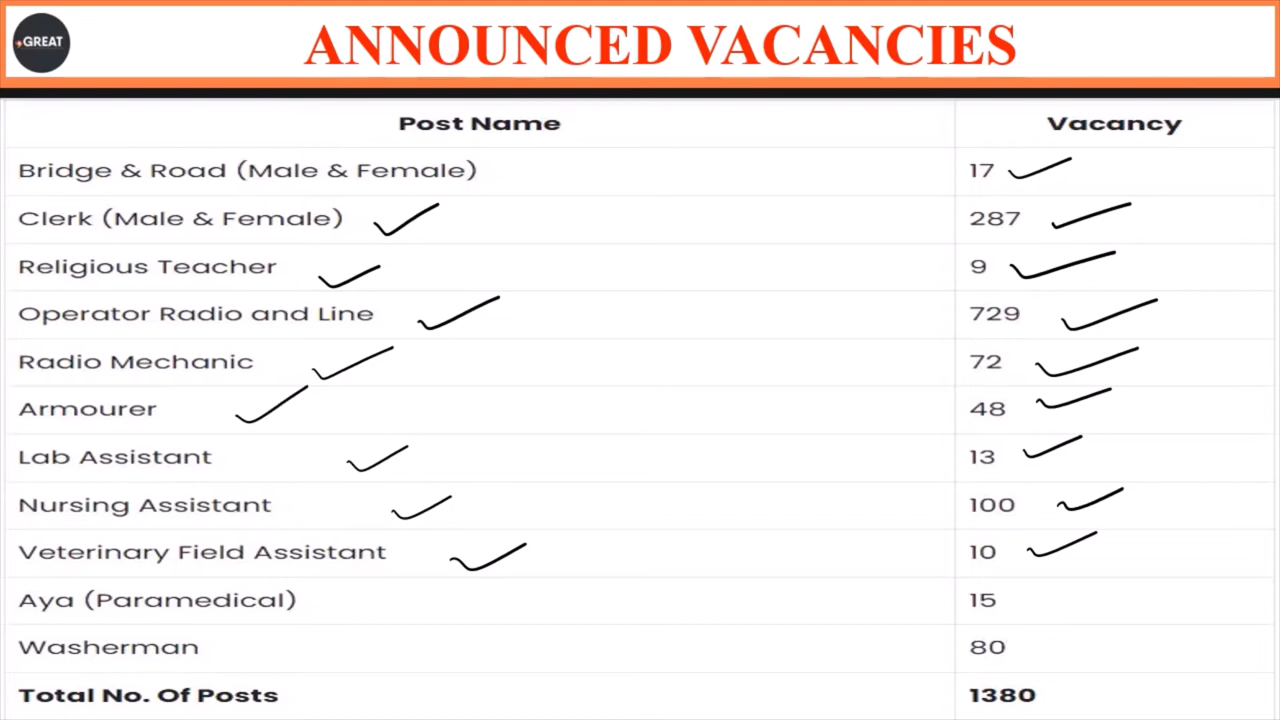 GREAT
ANNOUNCED VACANCIES
Post Name Vacancy
Bridge & Road (Male & Female) 17
Clerk (Male & Female) 287
Religious Teacher 9
Operator Radio and Line 729
Radio Mechanic 72
Armourer 48
Lab Assistant 13
Nursing Assistant 100
Veterinary Field Assistant 10
Aya (Paramedical) 15
Washerman 80
Total No. Of Posts 1380